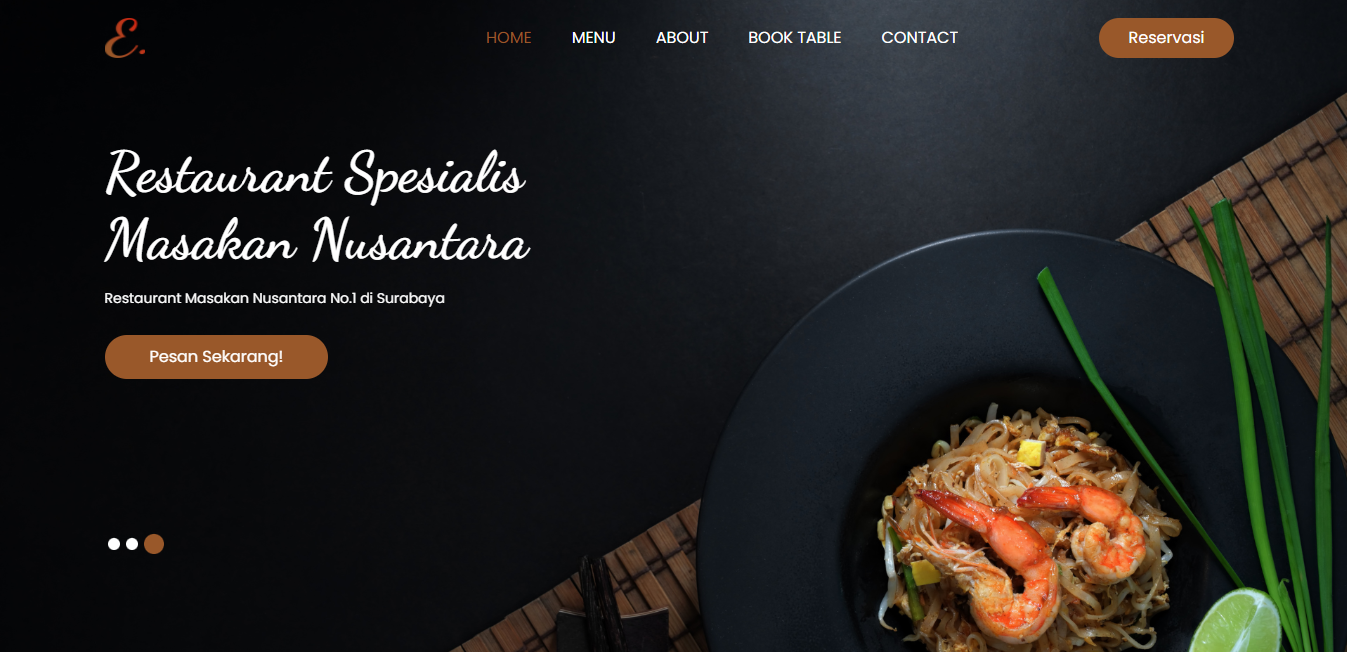 E.
HOME MENU ABOUT BOOK TABLE CONTACT Reservasi
Restaurant Spesialis
Masakan Nusantara
Restaurant Masakan Nusantara No.1 di Surabaya
Pesan Sekarang!